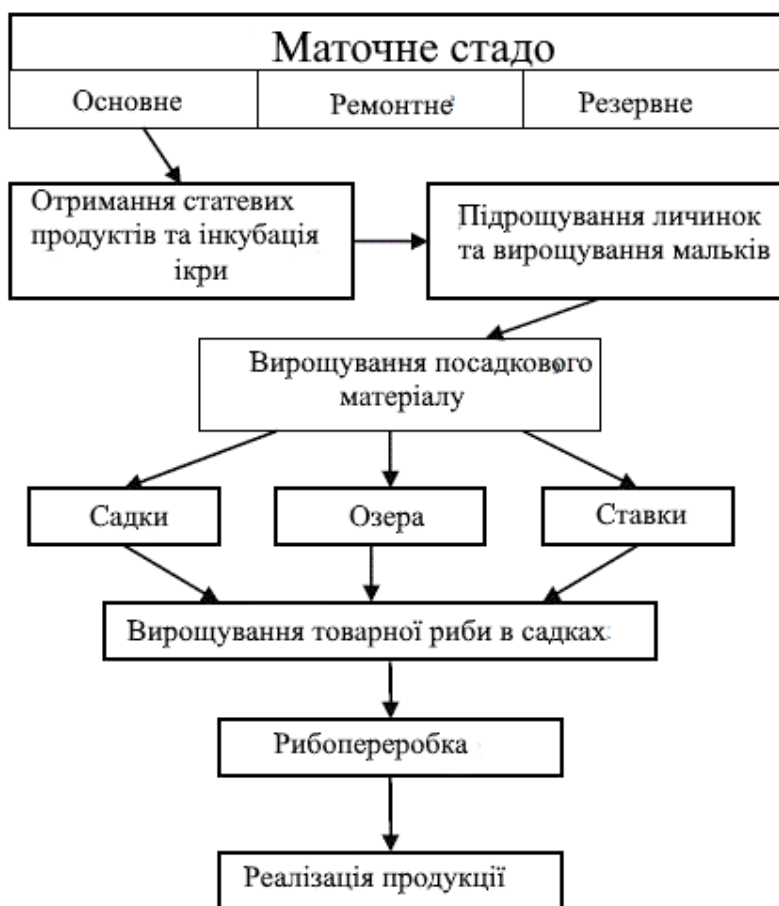 Маточне стадо
Основне
Ремонтне
Резервне
Отримання статевих
продуктів та інкубація
ікри
Підрощування личинок
та вирощування мальків
Вирощування посадкового
матеріалу
Садки
Озера
Ставки
Вирощування товарної риби в садках
Рибопереробка
Реалізація продукції